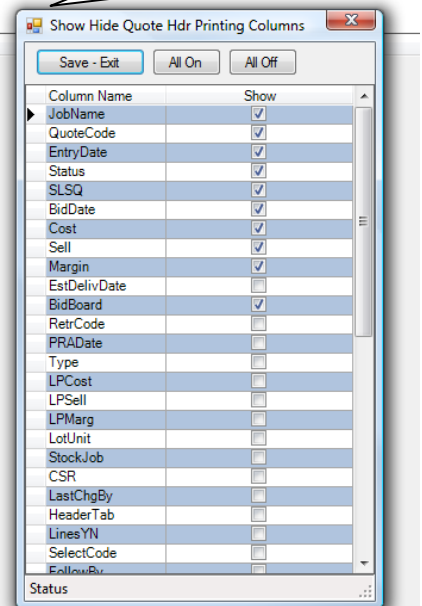 Show Hide Quote Hdr Printing Columns
Save - Exit All On All Off
Column Name Show
JobName
QuoteCode
EntryDate
Status
SLSQ
BidDate
Cost
Sell
Margin
EstDelivDate
BidBoard
RetrCode
PRADate
Type
LPCost
LPSell
LPMarg
LotUnit
StockJob
CSR
LastChgBy
HeaderTab
LinesYN
SelectCode
FollowBy
Status